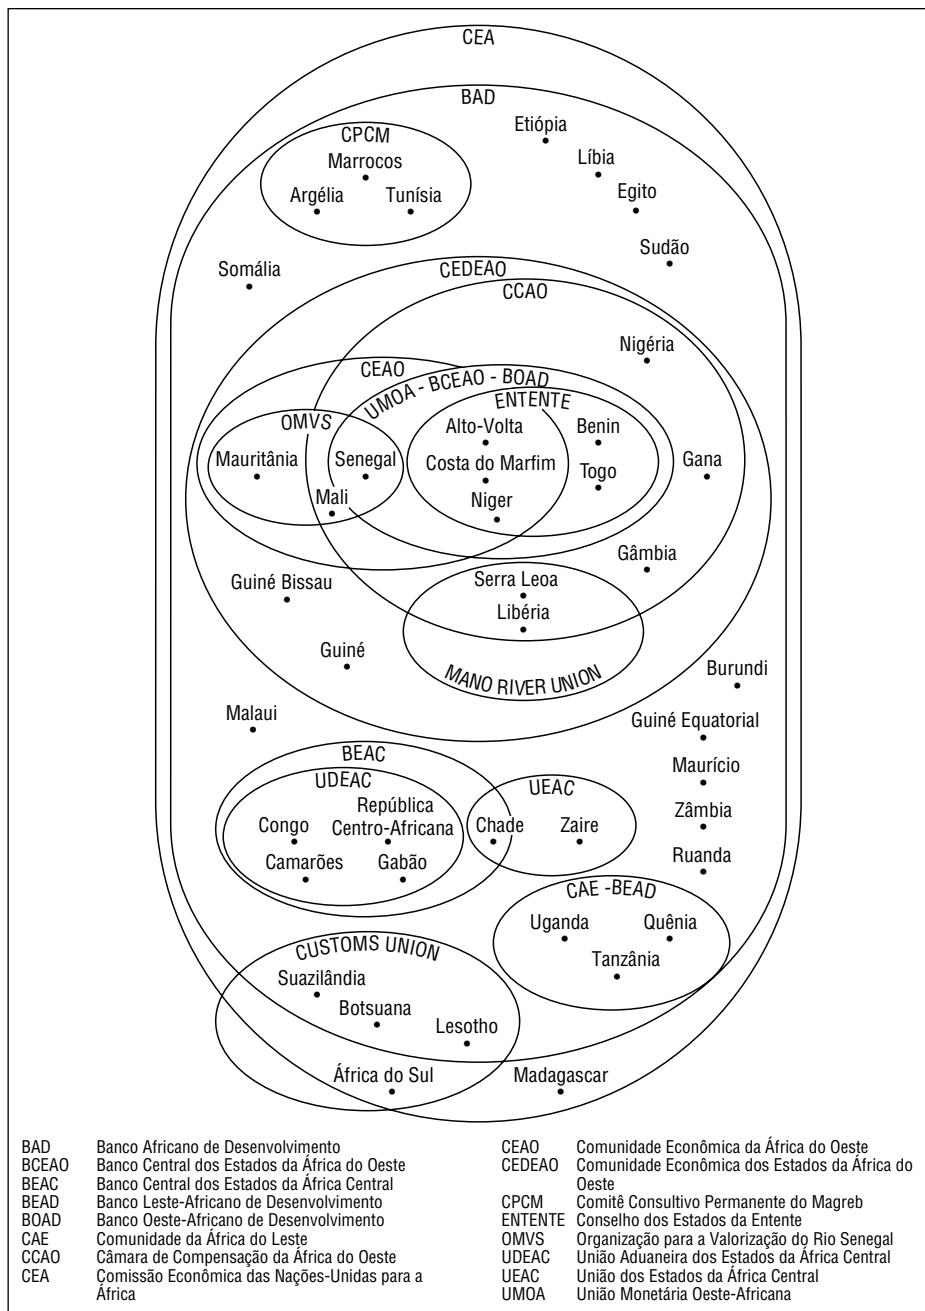 CEA
BAD
Etiópia
CPCM
Líbia
Marrocos
Egito
Argélia
Tunísia
Sudão
Somália
CEDEAO
CCAO
Nigéria
CEAO
UMOA - BCEAO - BOAD
ENTENTE
OMVS
Alto-Volta
Benin
Mauritânia
Senegal
Costa do Marfim
Togo
Gana
Mali
Niger
Gâmbia
Guiné Bissau
Serra Leoa
Libéria
Guiné
MANO RIVER UNION
Burundi
Malaui
Guiné Equatorial
BEAC
Maurício
UDEAC
UEAC
República
Centro-Africana
Congo
Chade
Zaire
Zâmbia
Camarões
Gabão
Ruanda
CAE -BEAD
Uganda
Quênia
CUSTOMS UNION
Tanzânia
Suazilândia
Botsuana
Lesotho
África do Sul
Madagascar
BAD Banco Africano de Desenvolvimento
BCEAO Banco Central dos Estados da África do Oeste
BEAC Banco Central dos Estados da África Central
BEAD Banco Leste-Africano de Desenvolvimento
BOAD Banco Oeste-Africano de Desenvolvimento
CAE Comunidade da África do Leste
CCAO Câmara de Compensação da África do Oeste
CEA Comissão Econômica das Nações-Unidas para a
África
CEAO Comunidade Econômica da África do Oeste
CEDEAO Comunidade Econômica dos Estados da África do
Oeste
CPCM Comitê Consultivo Permanente do Magreb
ENTENTE Conselho dos Estados da Entente
OMVS Organização para a Valorização do Rio Senegal
UDEAC União Aduaneira dos Estados da África Central
UEAC União dos Estados da África Central
UMOA União Monetária Oeste-Africana